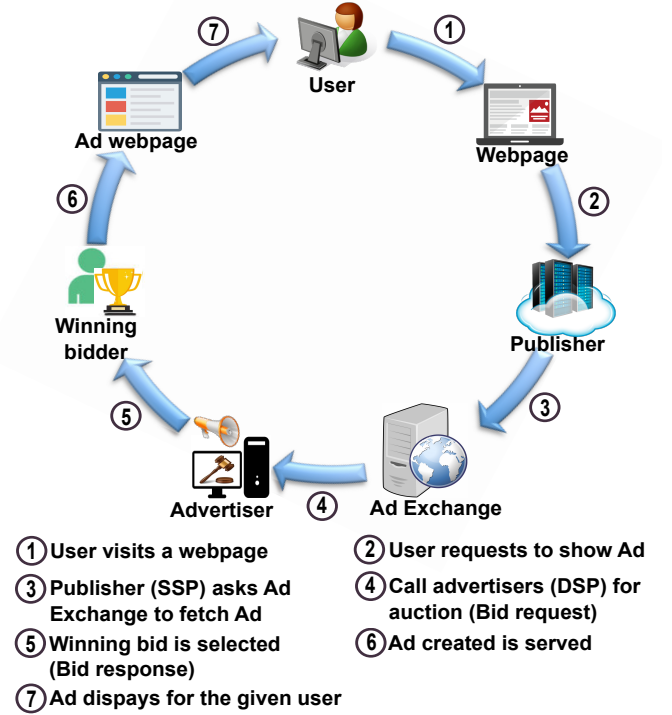 7
1
User
Ad webpage
Webpage
6
2
Winning
bidder
Publisher
5
3
Advertiser
4
Ad Exchange
1 User visits a webpage
2 User requests to show Ad
3 Publisher (SSP) asks Ad
Exchange to fetch Ad
4 Call advertisers (DSP) for
auction (Bid request)
5 Winning bid is selected
(Bid response)
6 Ad created is served
7 Ad dispays for the given user